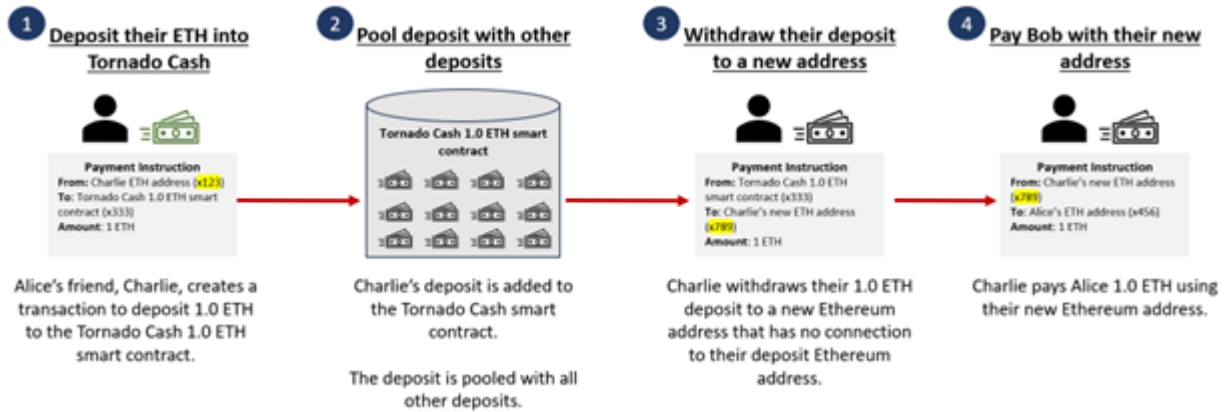 1
Deposit their ETH into
Tornado Cash
Payment Instruction
From: Charlie ETH address (x123)
To: Tornado Cash 1.0 ETH smart
contract (x333)
Amount: 1 ETH
Alice's friend, Charlie, creates a
transaction to deposit 1.0 ETH
to the Tornado Cash 1.0 ETH
smart contract.
2
Pool deposit with other
deposits
Tornado Cash 1.0 ETH smart
contract
Charlie's deposit is added to
the Tornado Cash smart
contract.
The deposit is pooled with all
other deposits.
3
Withdraw their deposit
to a new address
Payment Instruction
From: Tornado Cash 1.0 ETH
smart contract (x333)
To: Charlie's new ETH address
(x789)
Amount: 1 ETH
Charlie withdraws their 1.0 ETH
deposit to a new Ethereum
address that has no connection
to their deposit Ethereum
address.
4
Pay Bob with their new
address
Payment Instruction
From: Charlie's new ETH address
(x789)
To: Alice's ETH address (x456)
Amount: 1 ETH
Charlie pays Alice 1.0 ETH using
their new Ethereum address.